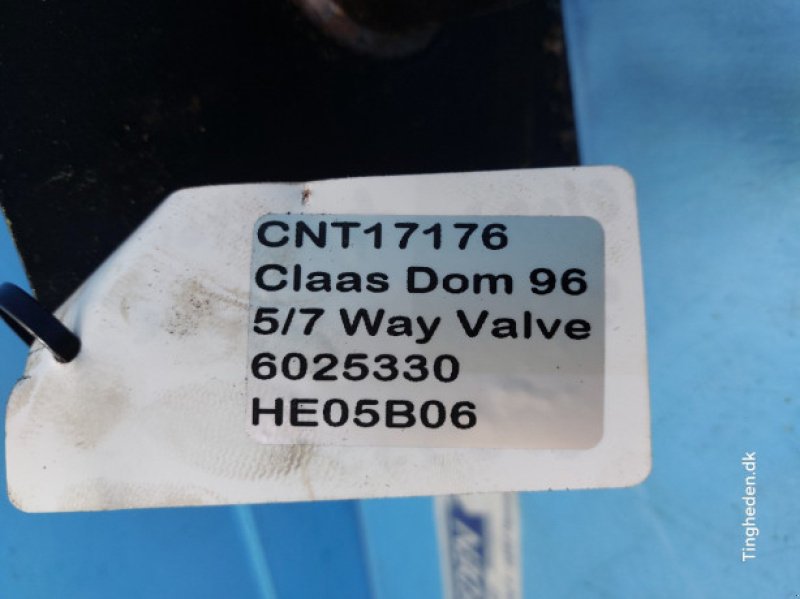 CNT17176
Claas Dom 96
5/7 Way Valve
6025330
HE05B06
Tingheden.dk